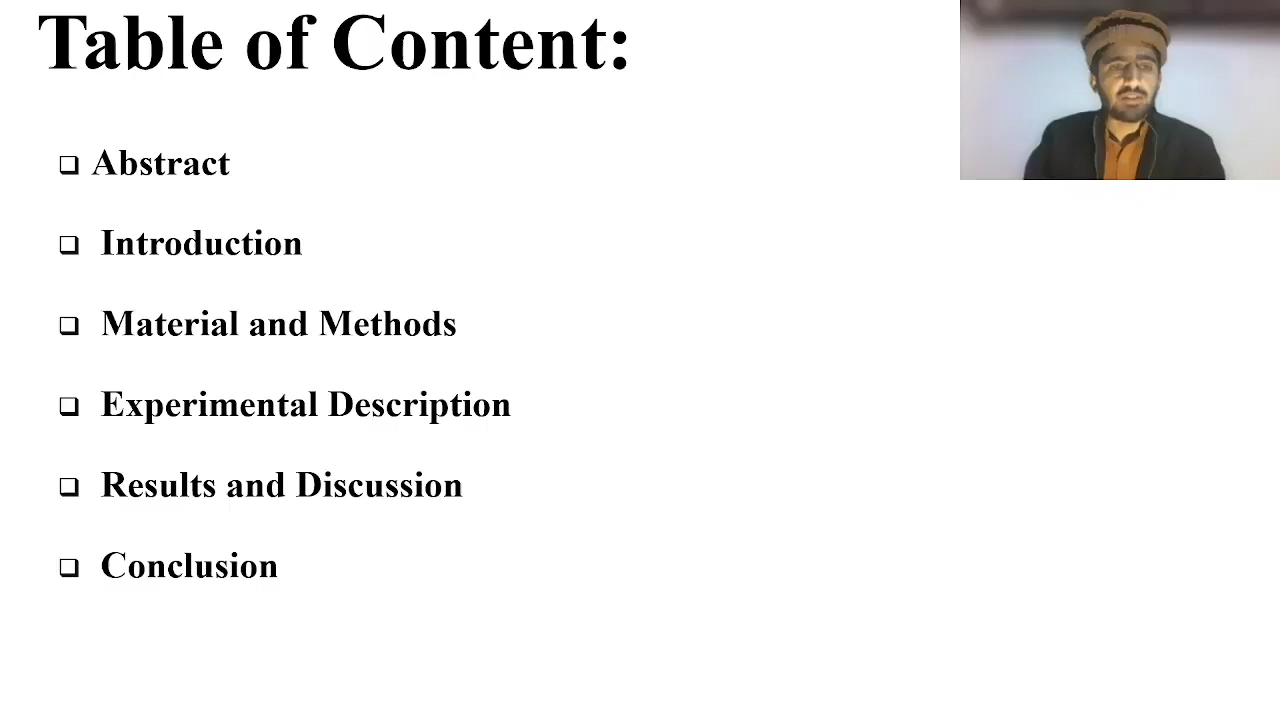 Table of Content:
Abstract
Introduction
Material and Methods
Experimental Description
Results and Discussion
Conclusion